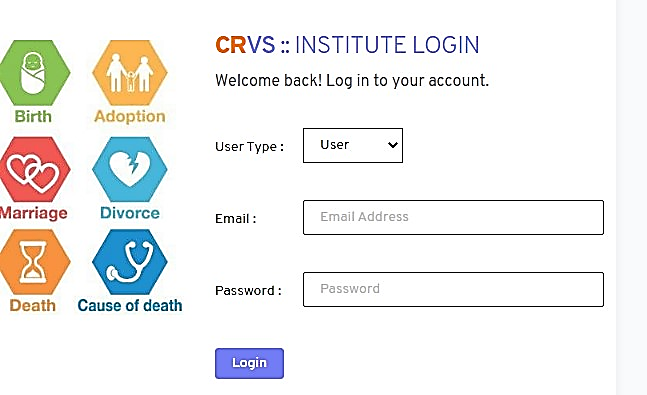 CRVS :: INSTITUTE LOGIN
Welcome back! Log in to your account.
Birth
Adoption
User Type :
User
Marriage
Divorce
Email :
Email Address
Death
Cause of death
Password :
Password
Login